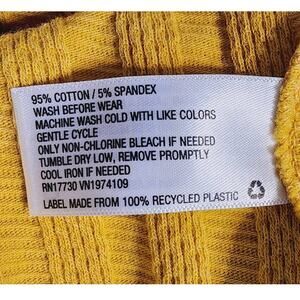 95% COTTON / 5% SPANDEX
WASH BEFORE WEAR
MACHINE WASH COLD WITH LIKE COLORS
GENTLE CYCLE
ONLY NON-CHLORINE BLEACH IF NEEDED
TUMBLE DRY LOW, REMOVE PROMPTLY
COOL IRON IF NEEDED
RN17730 VN1974109
LABEL MADE FROM 100% RECYCLED PLASTIC